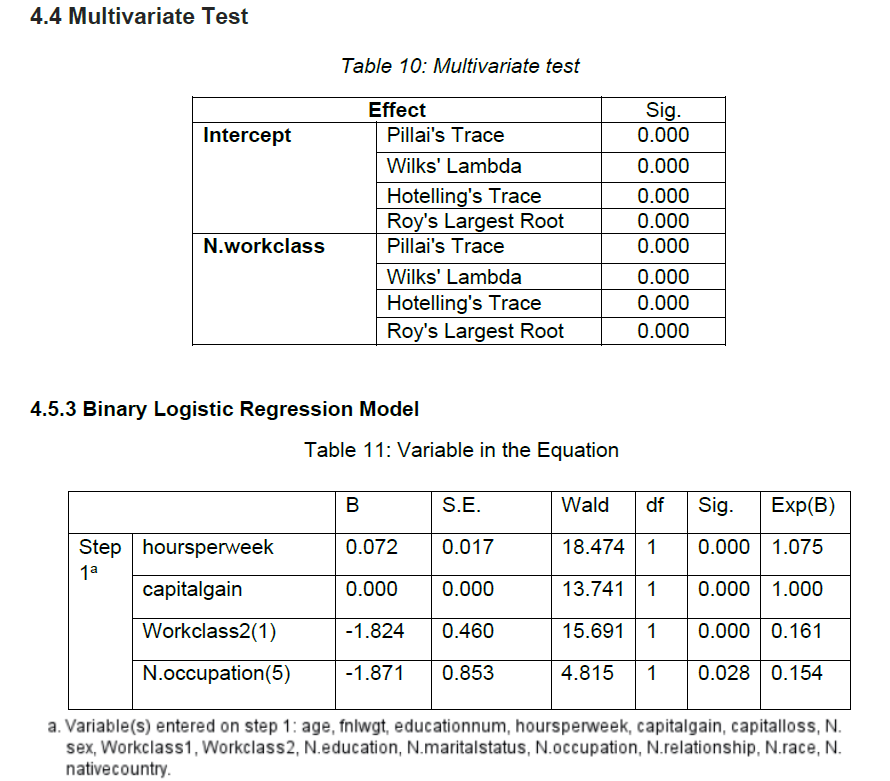 4.4 Multivariate Test
Table 10: Multivariate test
Effect Sig.
Intercept Pillai's Trace 0.000
Wilks' Lambda 0.000
Hotelling's Trace 0.000
Roy's Largest Root 0.000
N.workclass Pillai's Trace 0.000
Wilks' Lambda 0.000
Hotelling's Trace 0.000
Roy's Largest Root 0.000
4.5.3 Binary Logistic Regression Model
Table 11: Variable in the Equation
B S.E. Wald df Sig. Exp(B)
Step 1a hoursperweek 0.072 0.017 18.474 1 0.000 1.075
capitalgain 0.000 0.000 13.741 1 0.000 1.000
Workclass2(1) -1.824 0.460 15.691 1 0.000 0.161
N.occupation(5) -1.871 0.853 4.815 1 0.028 0.154
a. Variable(s) entered on step 1: age, fnlwgt, educationnum, hoursperweek, capitalgain, capitalloss, N.
sex, Workclass1, Workclass2, N.education, N.maritalstatus, N.occupation, N.relationship, N.race, N.
nativecountry.